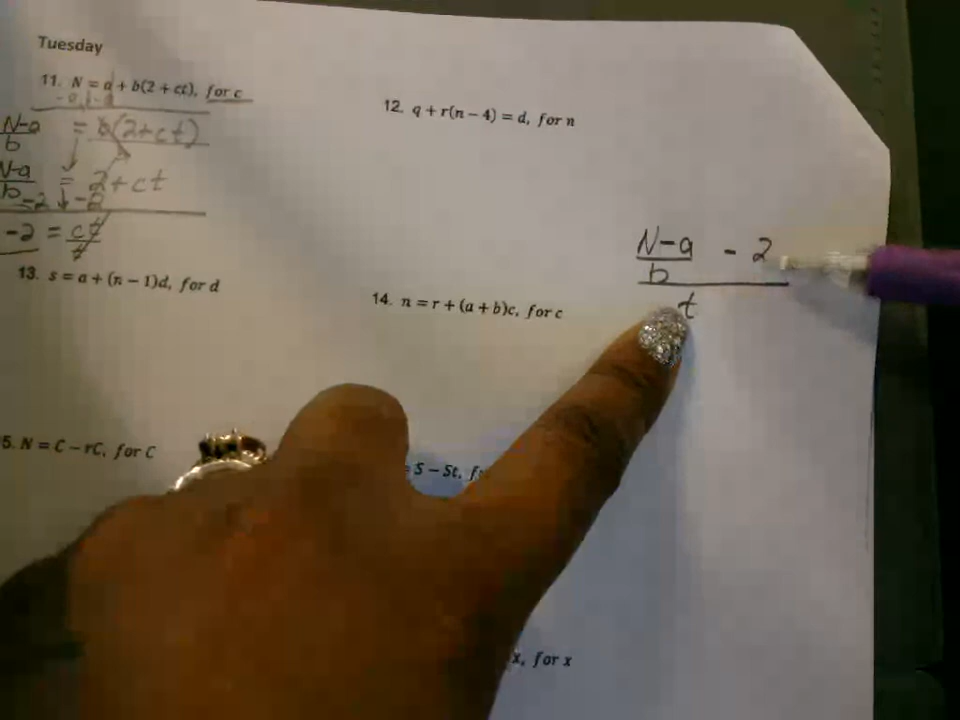 Tuesday
11. N = a + b(2 + ct), for c
-a -a
N-a = b(2+ct)
b
N-a = 2+ct
b
-2 -2
-2 = ct
t
12. q + r(n - 4) = d, for n
N-a - 2
b
t
13. s = a + (n - 1)d, for d
14. n = r + (a + b)c, for c
5. N = C - rC, for C
= S - St, f
x, for x